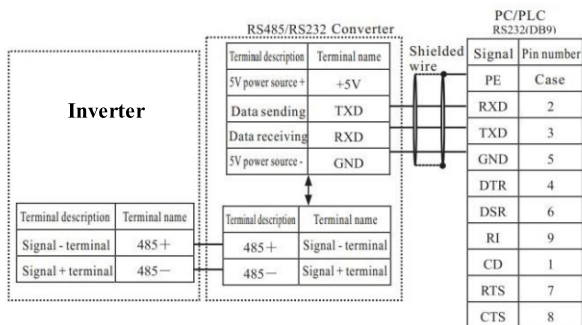 PC/PLC
RS232(DB9)
RS485/RS232 Converter
Inverter
Terminal description Terminal name
5V power source + +5V
Data sending TXD
Data receiving RXD
5V power source - GND
Shielded
wire
Signal Pin number
PE Case
RXD 2
TXD 3
GND 5
DTR 4
DSR 6
RI 9
CD 1
RTS 7
CTS 8
Terminal description Terminal name
Signal - terminal 485+
Signal + terminal 485−
Terminal description Terminal name
485+ Signal - terminal
485− Signal + terminal